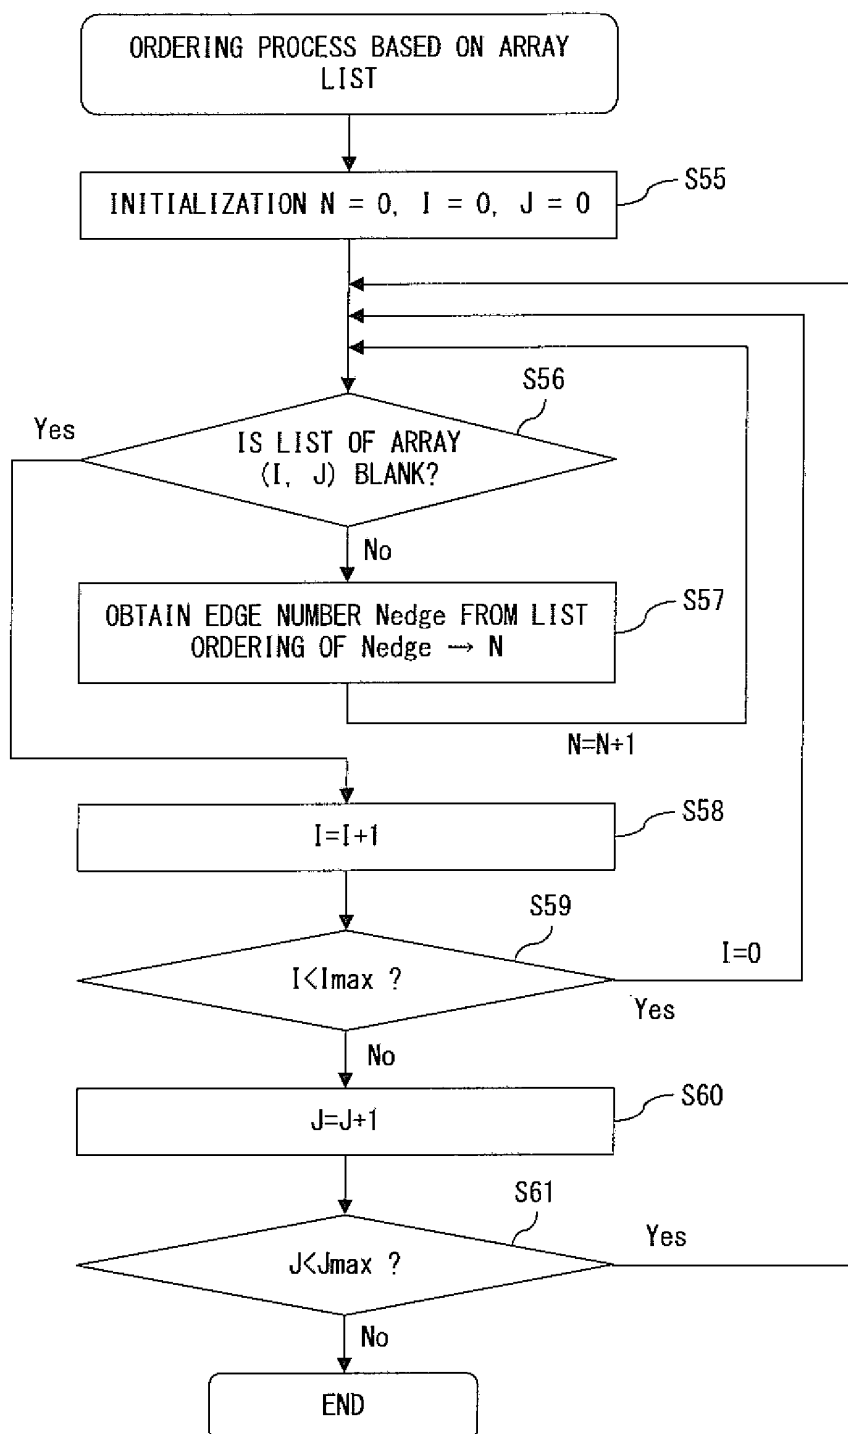 ORDERING PROCESS BASED ON ARRAY
LIST
INITIALIZATION N = 0, I = 0, J = 0
S55
S56
Yes
IS LIST OF ARRAY
(I, J) BLANK?
No
OBTAIN EDGE NUMBER Nedge FROM LIST
ORDERING OF Nedge → N
S57
N=N+1
I=I+1
S58
S59
I<Imax ?
I=0
Yes
No
J=J+1
S60
S61
J<Jmax ?
Yes
No
END